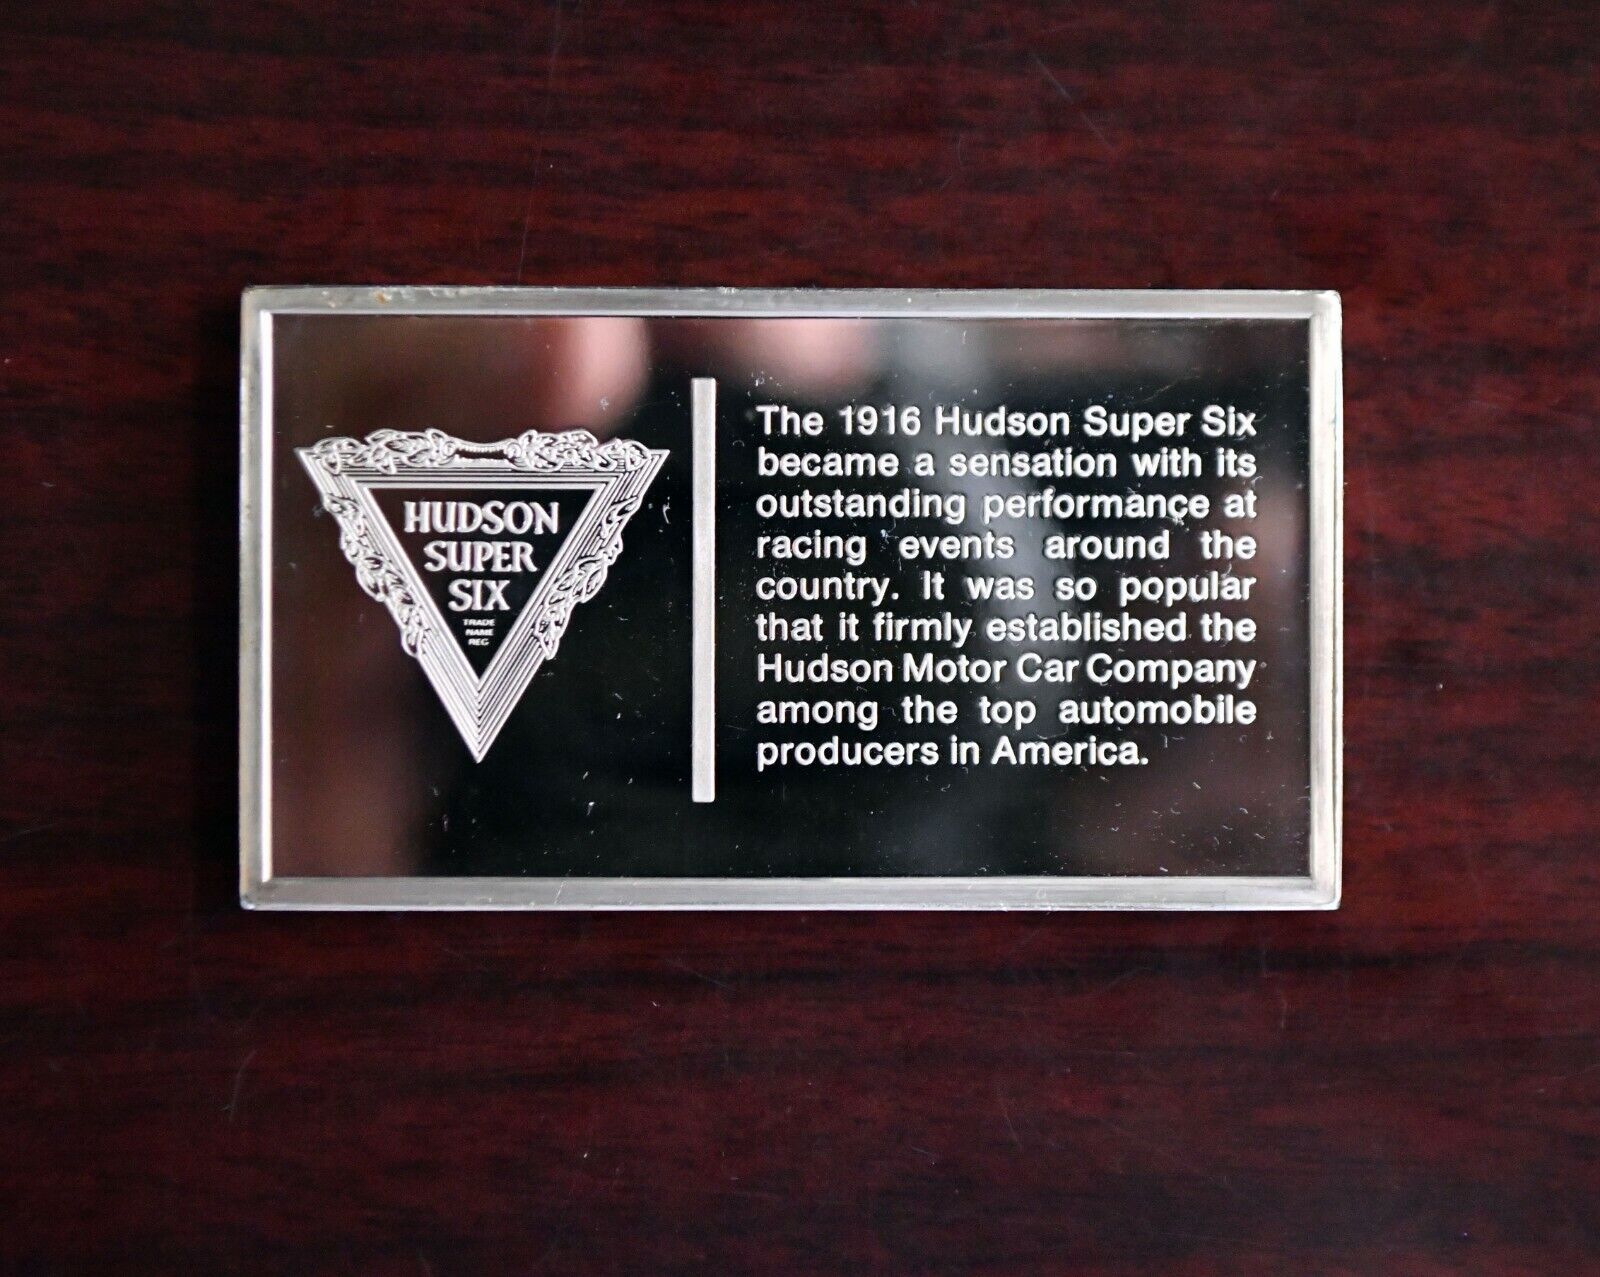 HUDSON
SUPER
SIX
TRADE
NAME
REG
The 1916 Hudson Super Six
became a sensation with its
outstanding performance at
racing events around the
country. It was so popular
that it firmly established the
Hudson Motor Car Company
among the top automobile
producers in America.